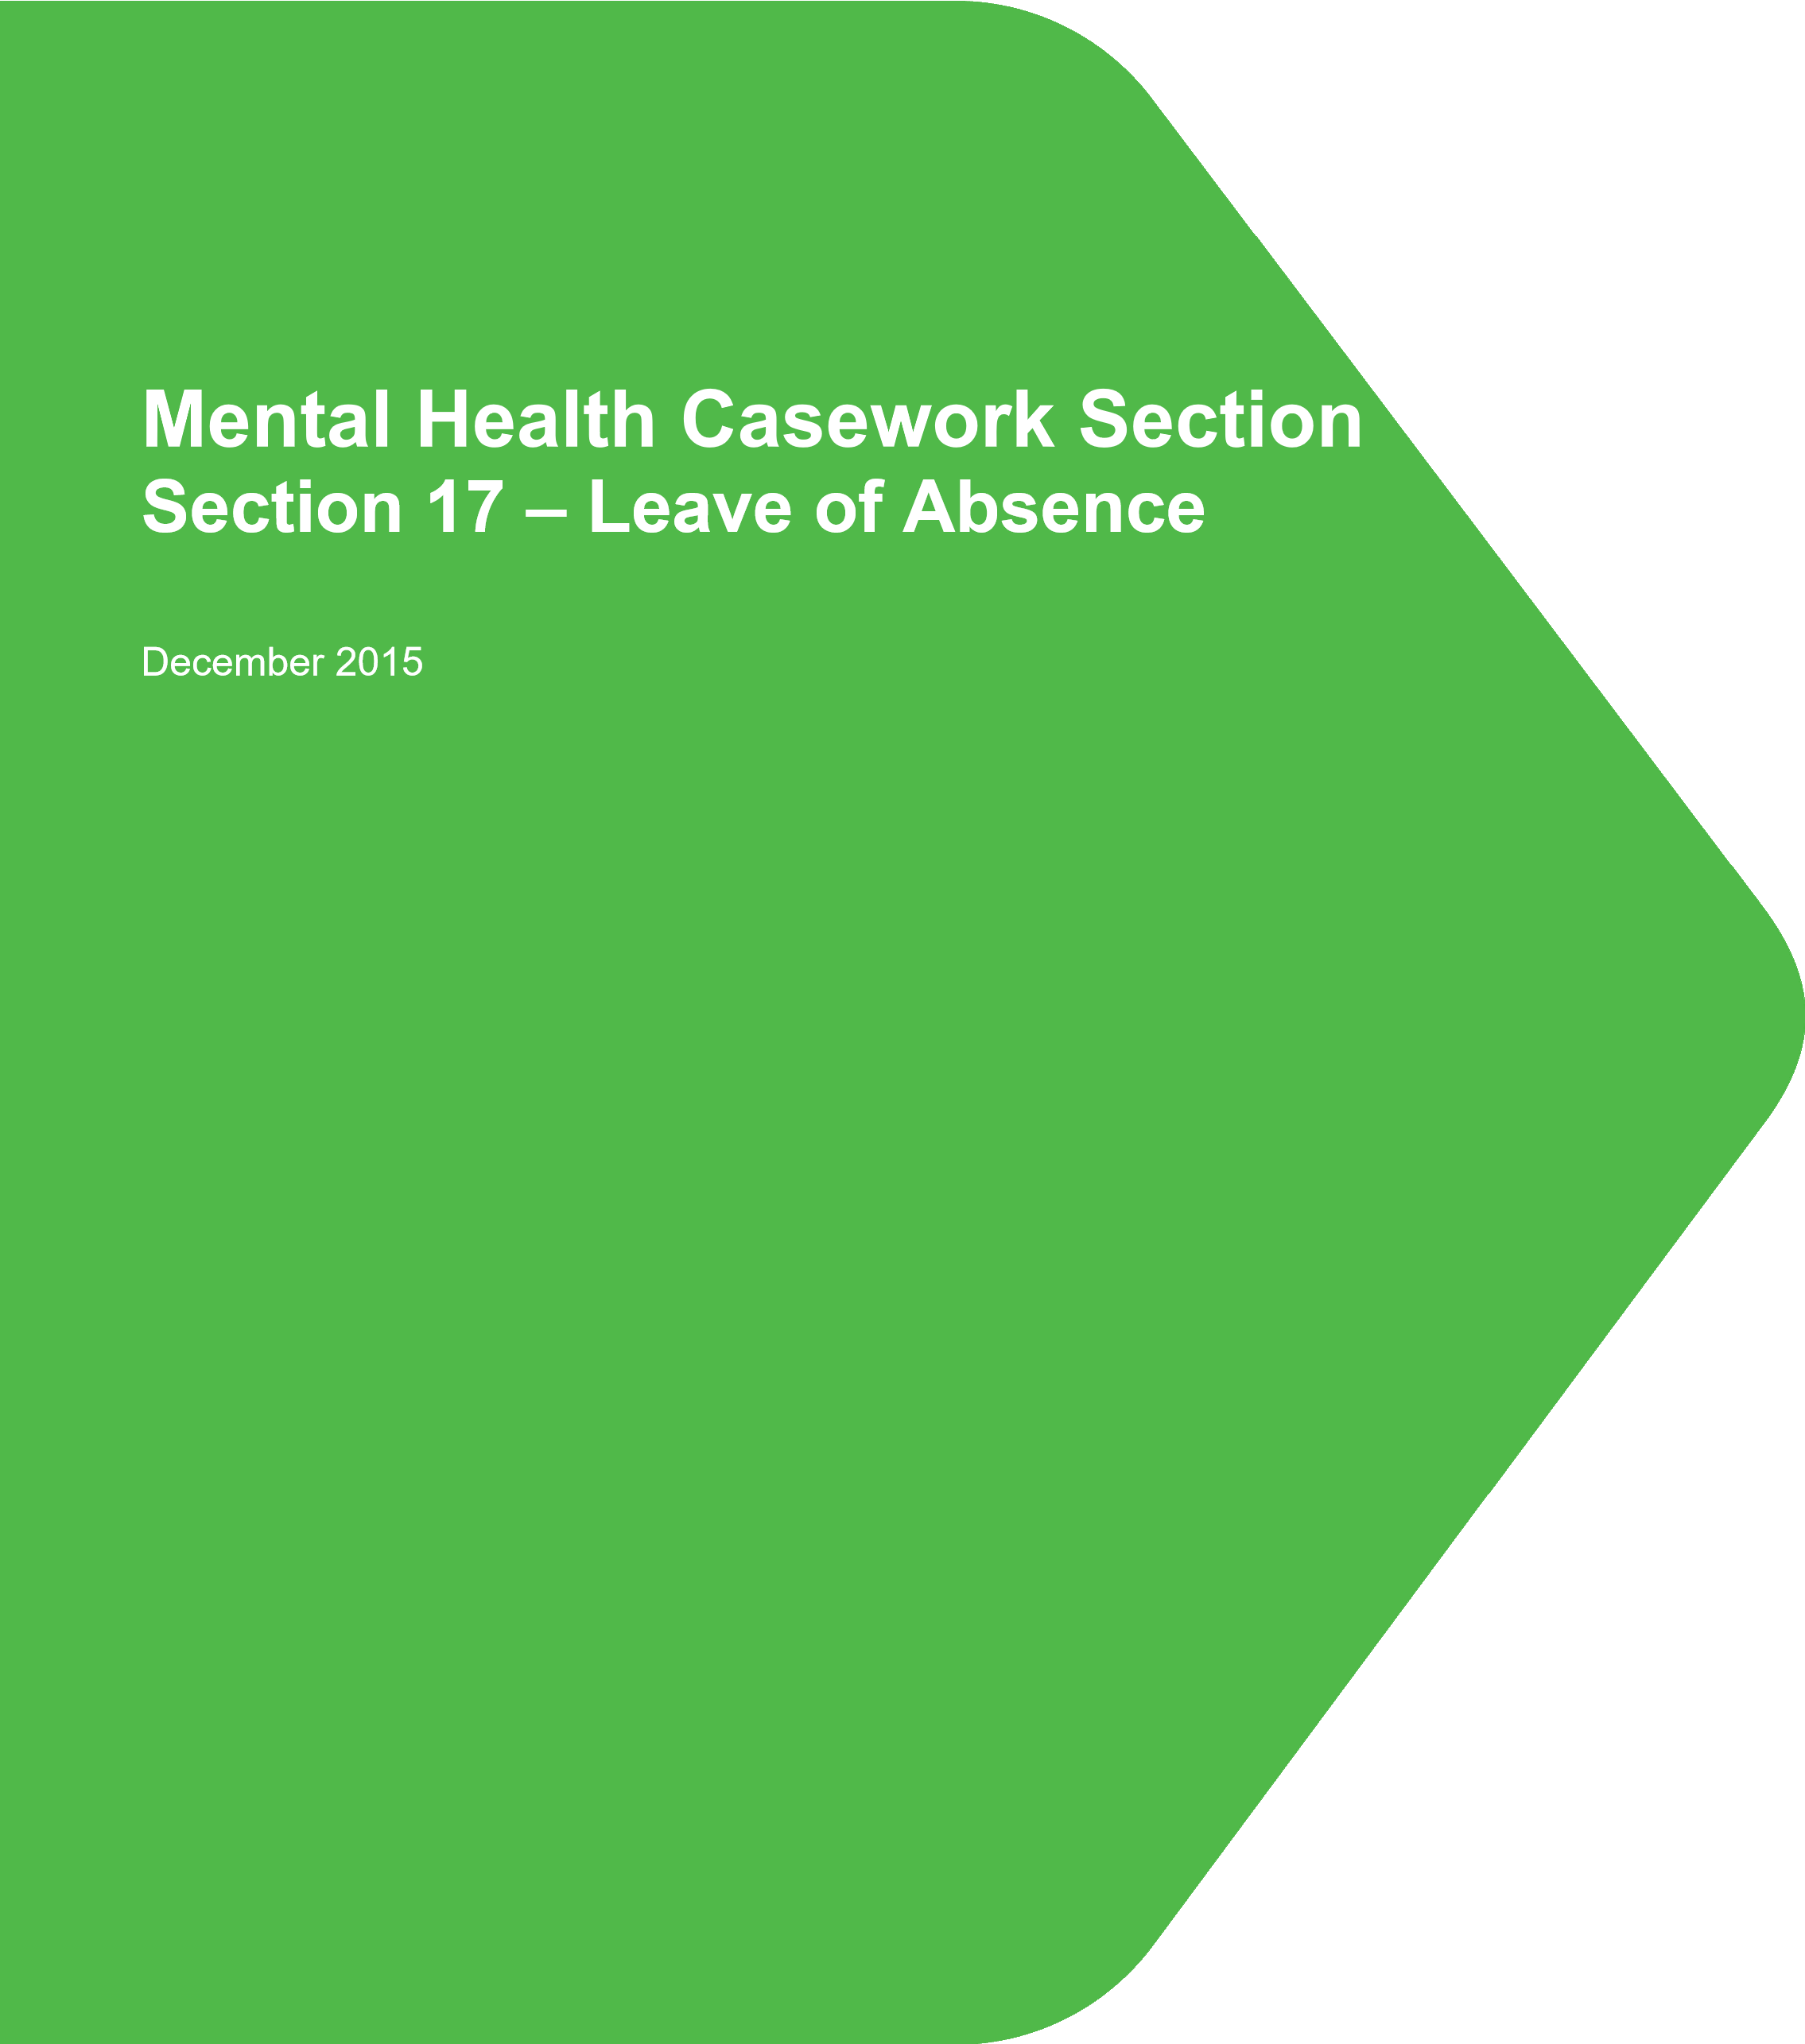 Mental Health Casework Section
Section 17 – Leave of Absence
December 2015